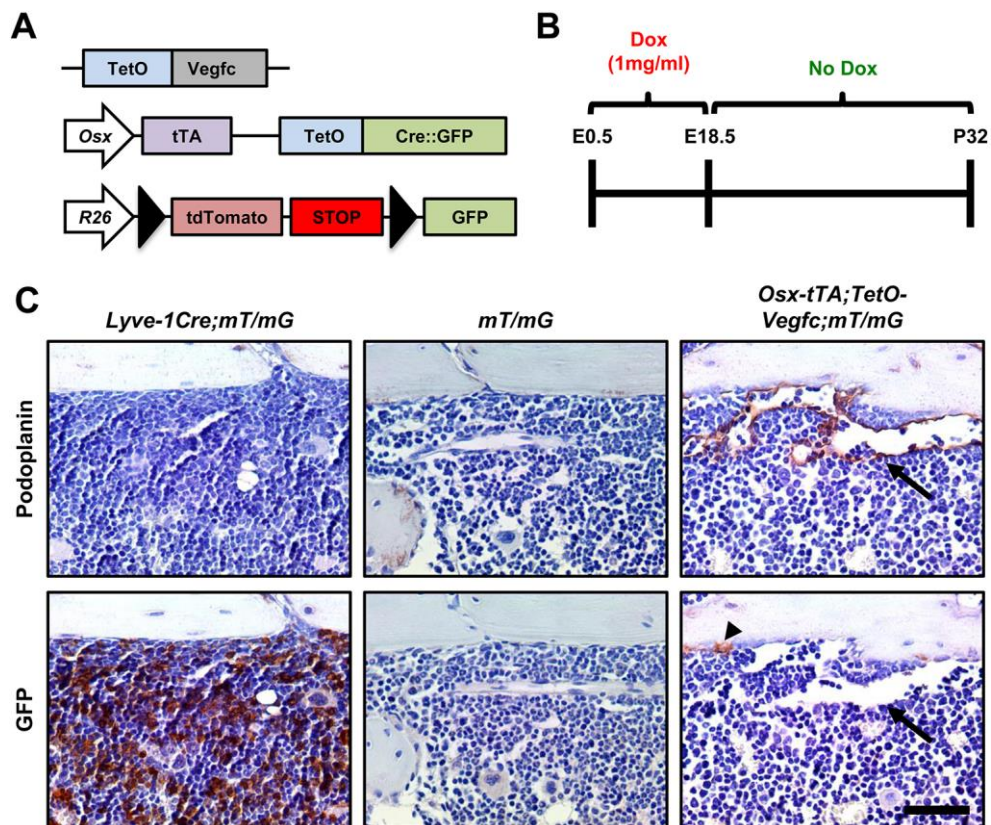 A
TetO Vegfc
Osx tTA TetO Cre::GFP
R26 tdTomato STOP GFP
B
Dox
(1mg/ml)
No Dox
E0.5 E18.5 P32
C
Lyve-1Cre;mT/mG
mT/mG
Osx-tTA;TetO-
Vegfc;mT/mG
Podoplanin
GFP